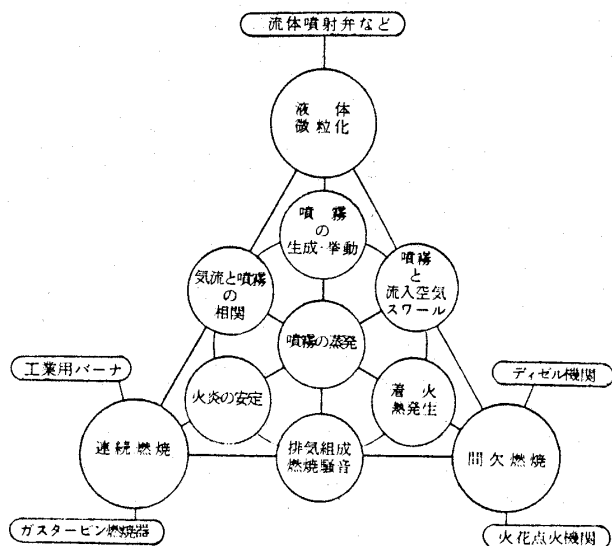 流体噴射弁など
液体
微粒化
噴霧
の
生成・挙動
気流と噴霧
の
相関
噴霧
と
流入空気
スワール
噴霧の蒸発
工業用バーナ
ディゼル機関
火炎の安定
着火
熱発生
連続燃焼
排気組成
燃焼騒音
間欠燃焼
ガスタービン燃焼器
火花点火機関